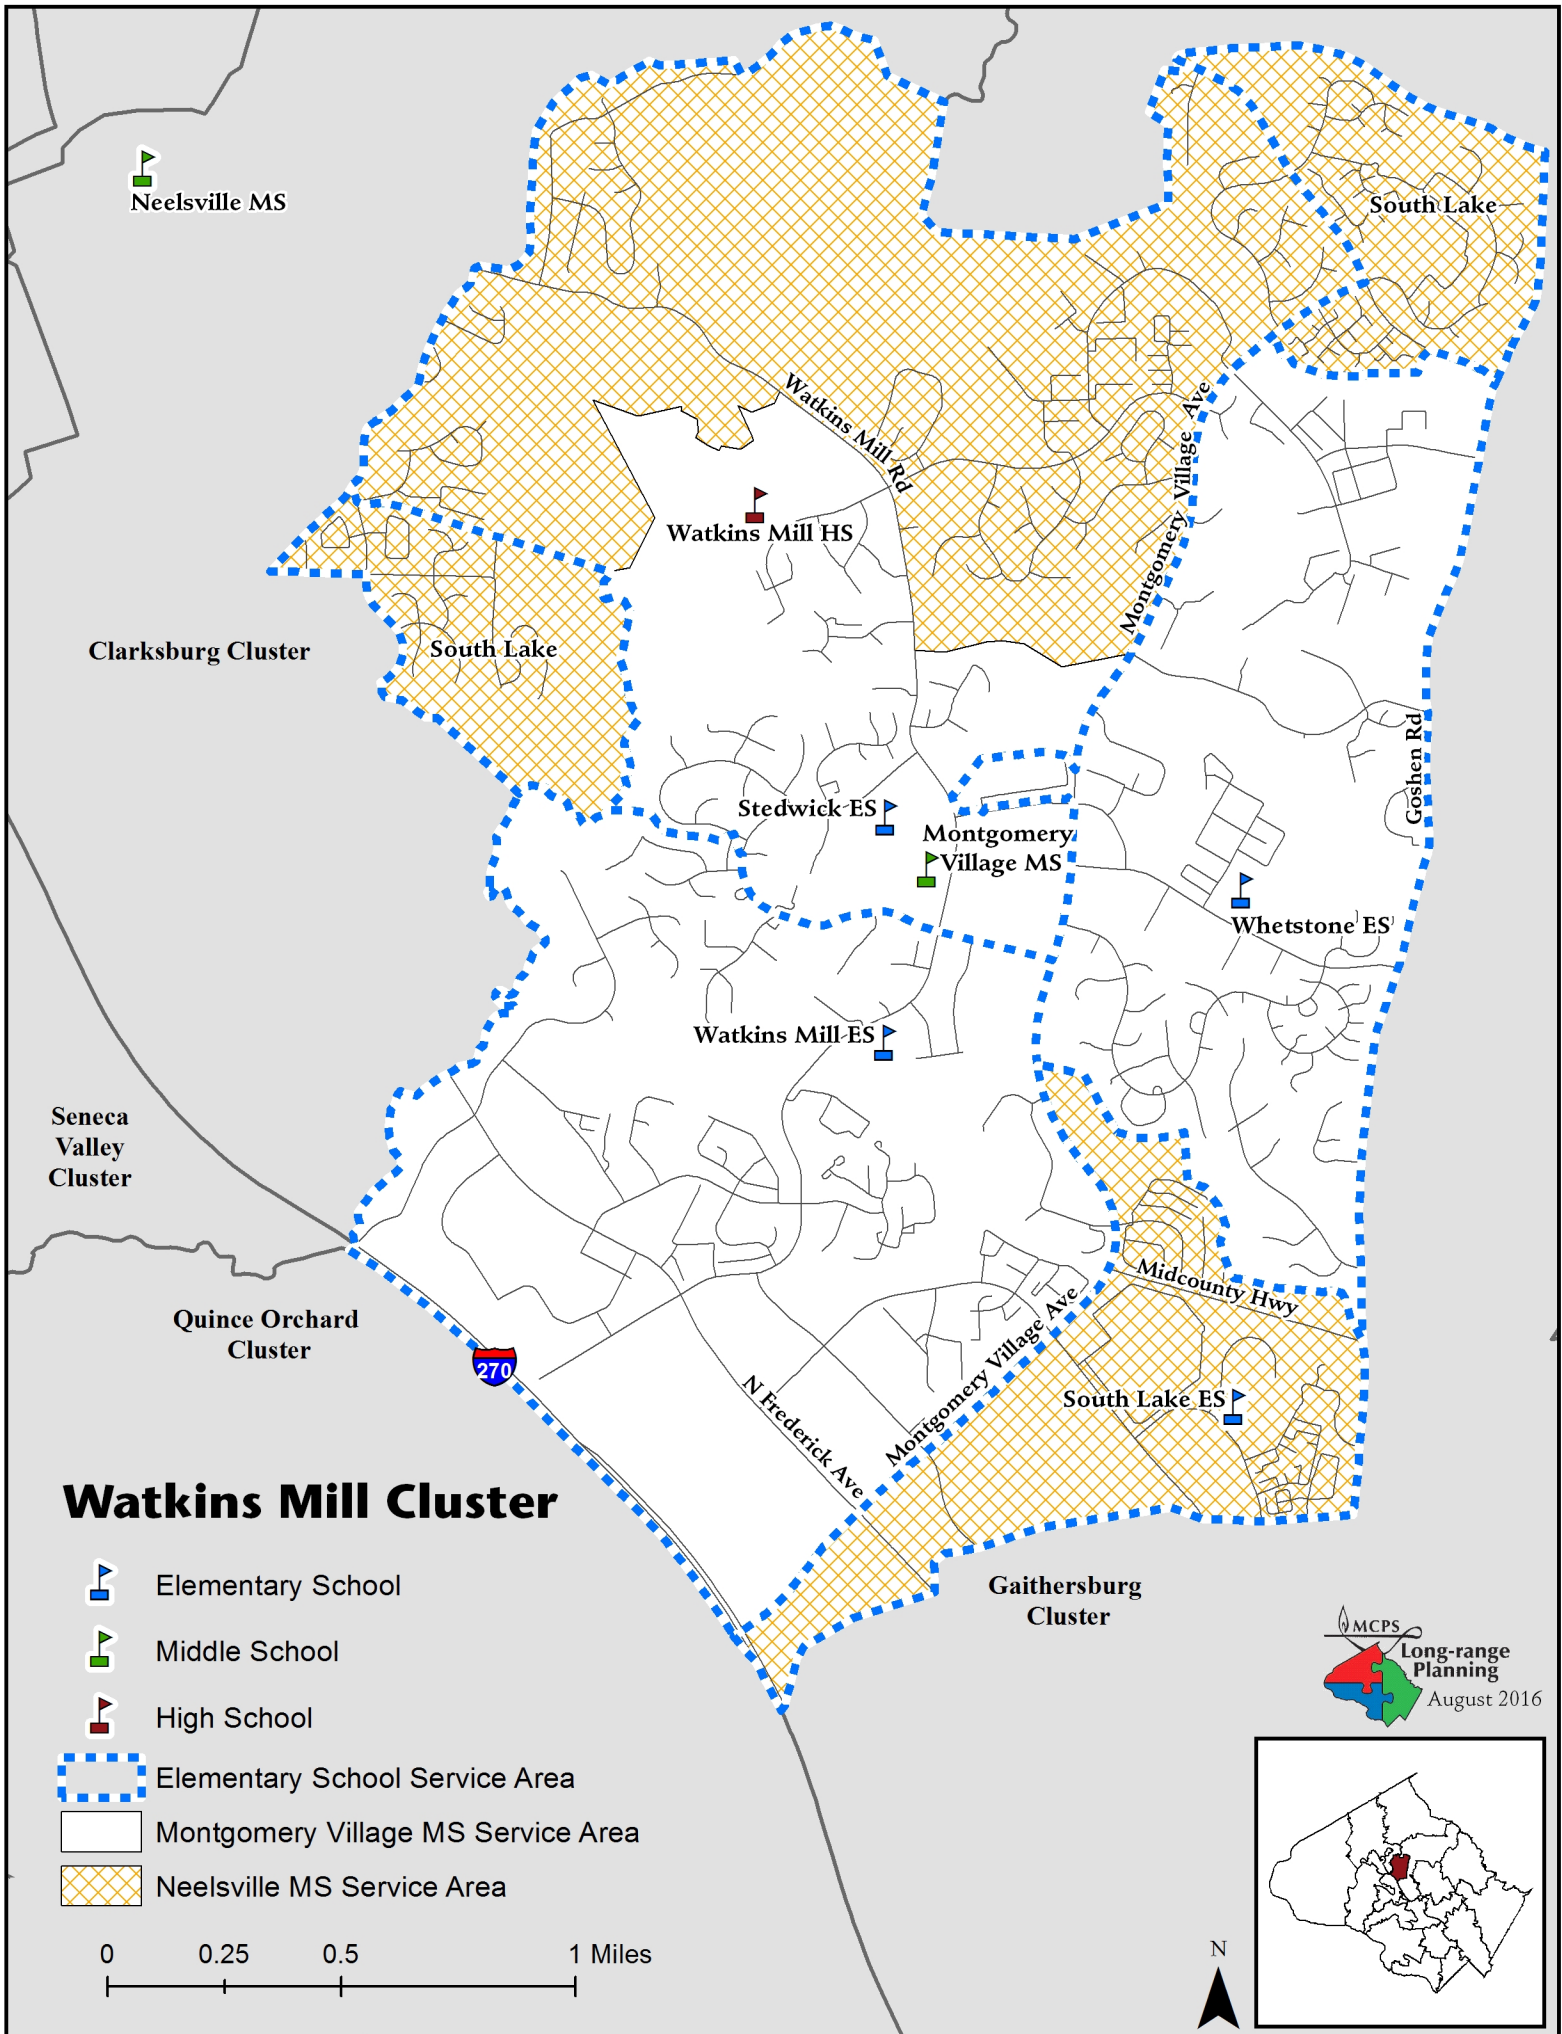 Neelsville MS
South Lake
Watkins Mill Rd
Montgomery Village Ave
Watkins Mill HS
Clarksburg Cluster
South Lake
Goshen Rd
Stedwick ES
Montgomery
Village MS
Whetstone ES
Watkins Mill ES
Seneca
Valley
Cluster
Midcounty Hwy
Quince Orchard
Cluster
270
Montgomery Village Ave
N Frederick Ave
South Lake ES
Gaithersburg
Cluster
Watkins Mill Cluster
Elementary School
Middle School
High School
Elementary School Service Area
Montgomery Village MS Service Area
Neelsville MS Service Area
0 0.25 0.5 1 Miles
MCPS
Long-range
Planning
August 2016
N